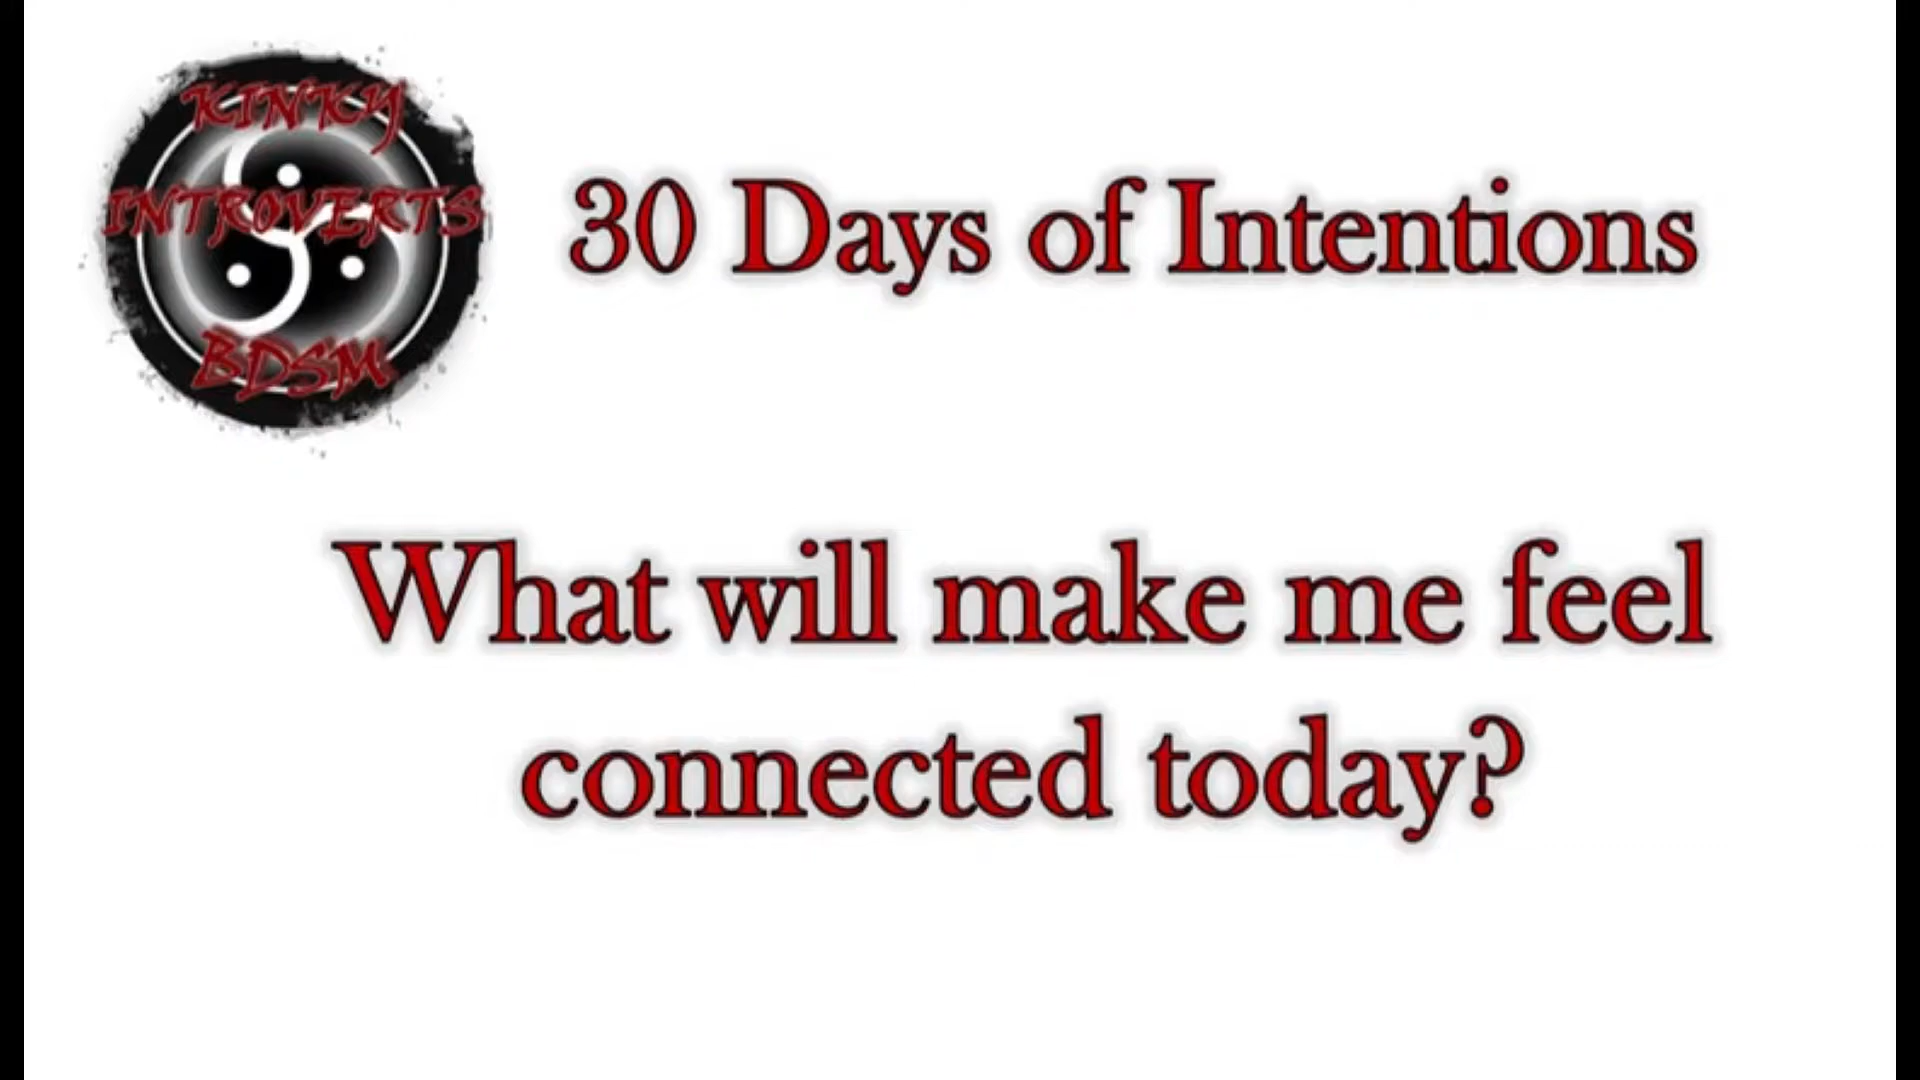 KINKY
INTROVERTS
BDSM
30 Days of Intentions
What will make me feel
connected today?